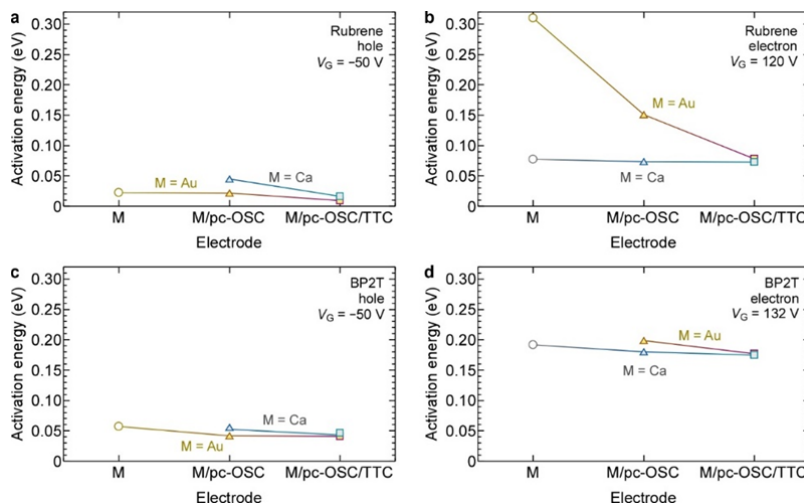 a
Rubrene
hole
VG = −50 V
Activation energy (eV)
0.30
0.25
0.20
0.15
0.10
0.05
0
M = Au
M = Ca
M M/pc-OSC M/pc-OSC/TTC
Electrode
b
Rubrene
electron
VG = 120 V
Activation energy (eV)
0.30
0.25
0.20
0.15
0.10
0.05
0
M = Au
M = Ca
M M/pc-OSC M/pc-OSC/TTC
Electrode
c
BP2T
hole
VG = −50 V
Activation energy (eV)
0.30
0.25
0.20
0.15
0.10
0.05
0
M = Ca
M = Au
M M/pc-OSC M/pc-OSC/TTC
Electrode
d
BP2T
electron
VG = 132 V
Activation energy (eV)
0.30
0.25
0.20
0.15
0.10
0.05
0
M = Au
M = Ca
M M/pc-OSC M/pc-OSC/TTC
Electrode